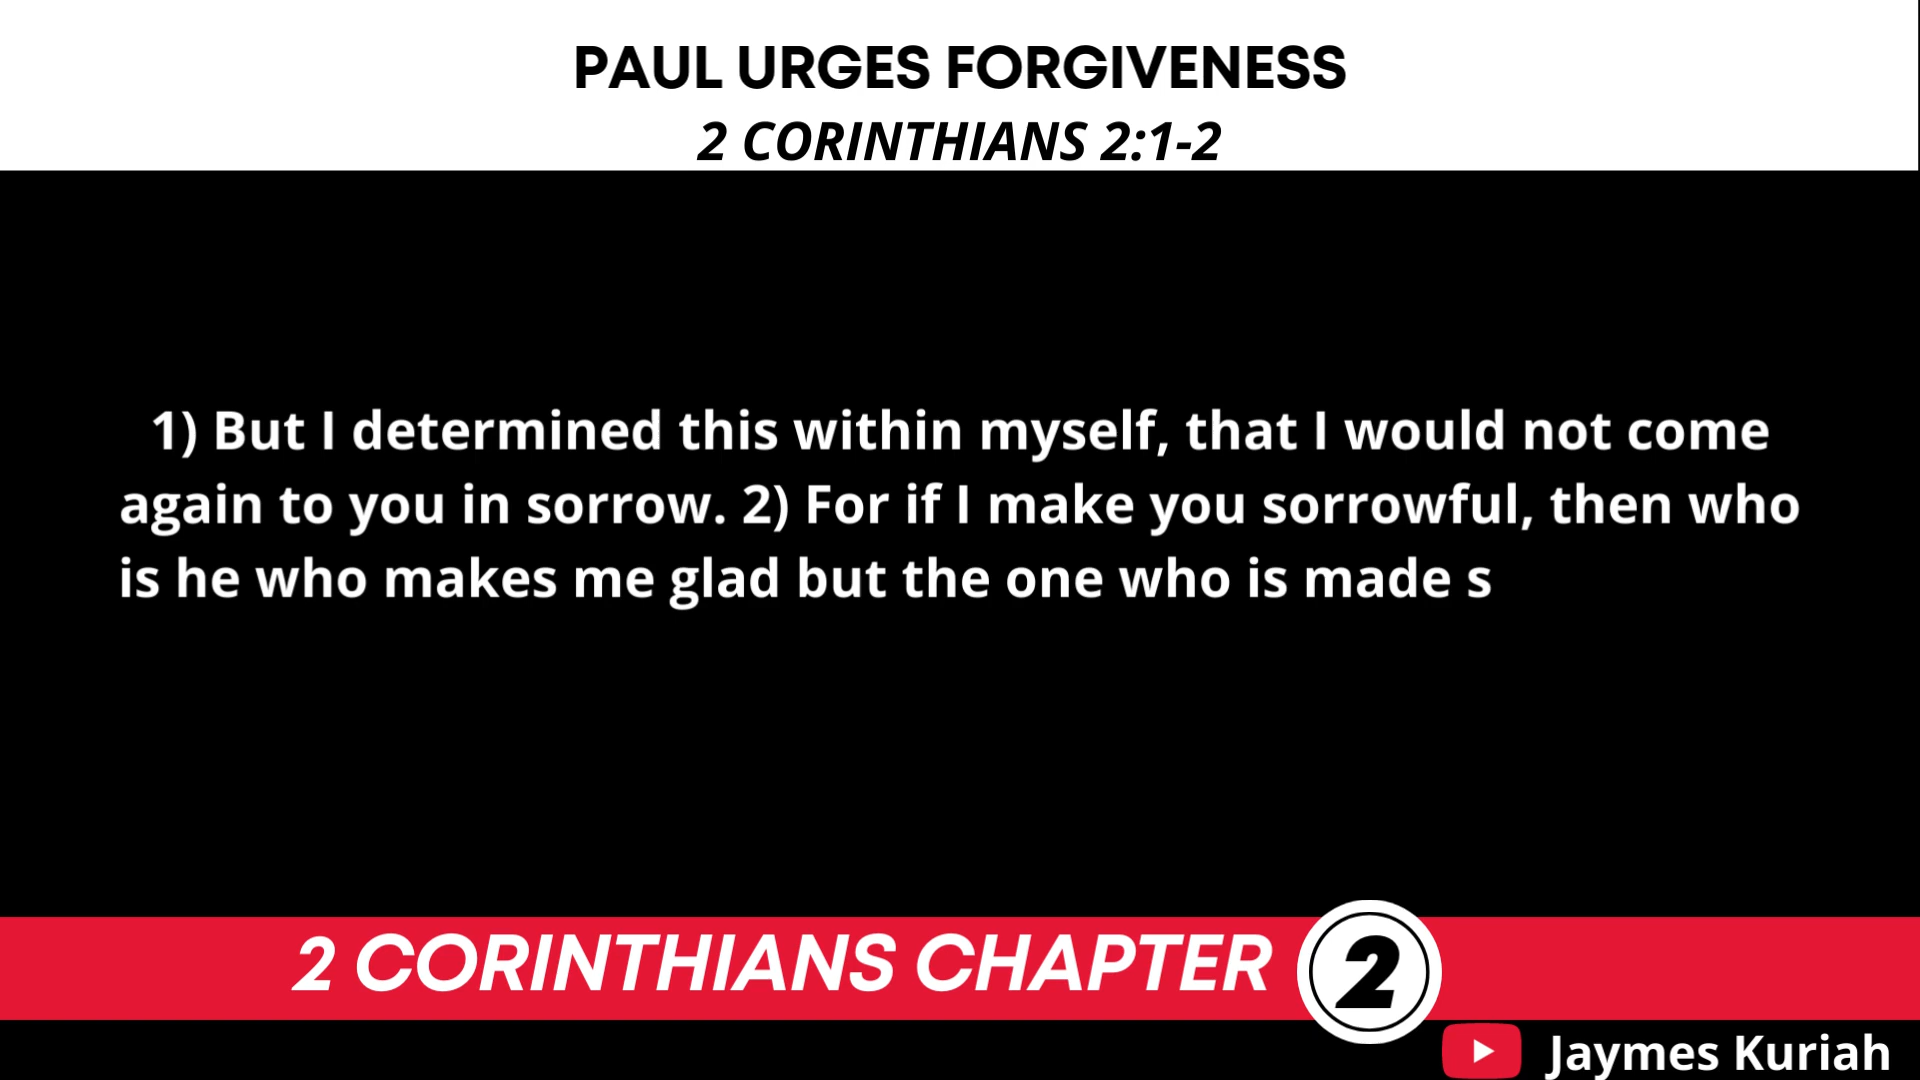 PAUL URGES FORGIVENESS
2 CORINTHIANS 2:1-2
1) But I determined this within myself, that I would not come
again to you in sorrow. 2) For if I make you sorrowful, then who
is he who makes me glad but the one who is made s
2 CORINTHIANS CHAPTER 2
Jaymes Kuriah